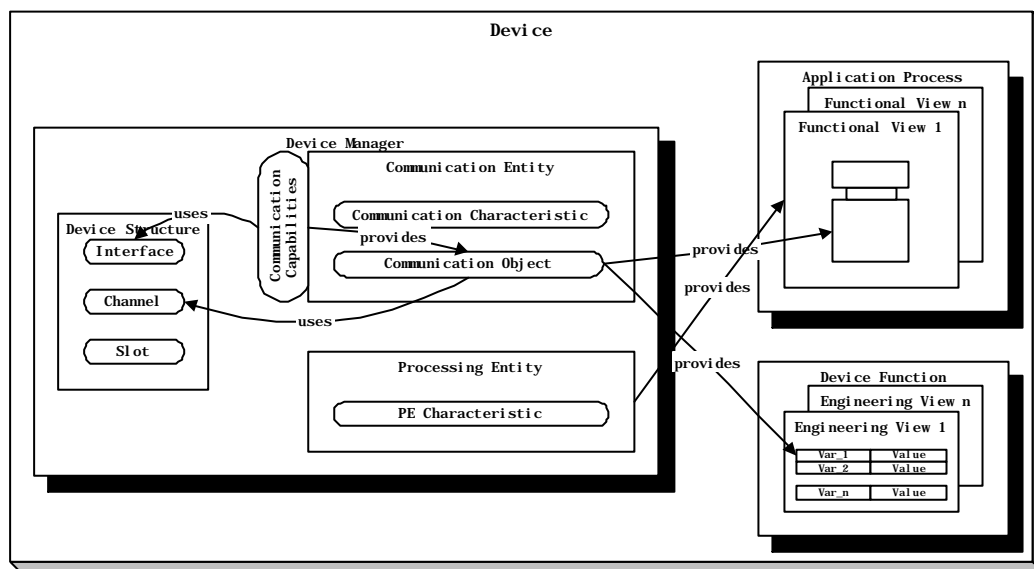 Device
Device Manager
Communication
Capabilities
Communication Entity
Communication Characteristic
Communication Object
uses
provides
uses
Device Structure
Interface
Channel
Slot
Processing Entity
PE Characteristic
provides
provides
provides
Application Process
Functional View n
Functional View 1
Device Function
Engineering View n
Engineering View 1
Var_1 Value
Var_2 Value
Var_n Value